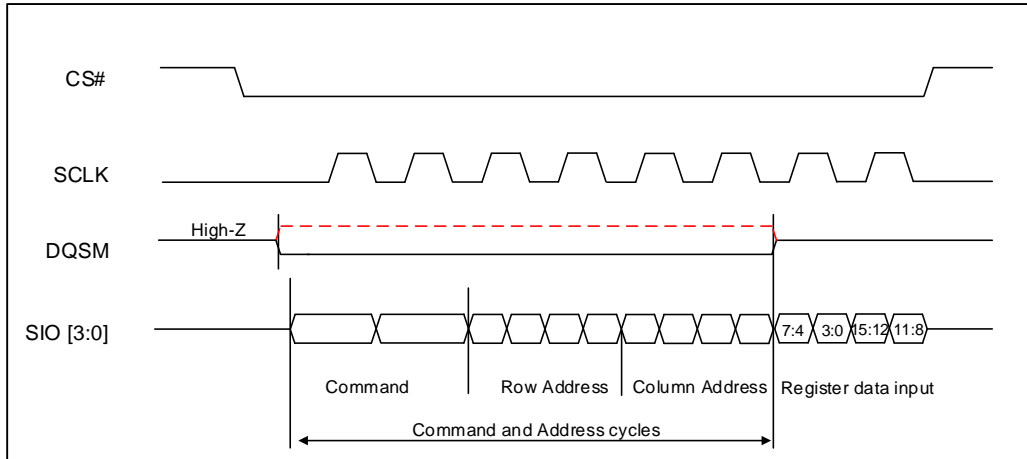 CS#
SCLK
High-Z
DQSM
SIO [3:0]
7:4 3:0 15:12 11:8
Command Row Address Column Address Register data input
Command and Address cycles